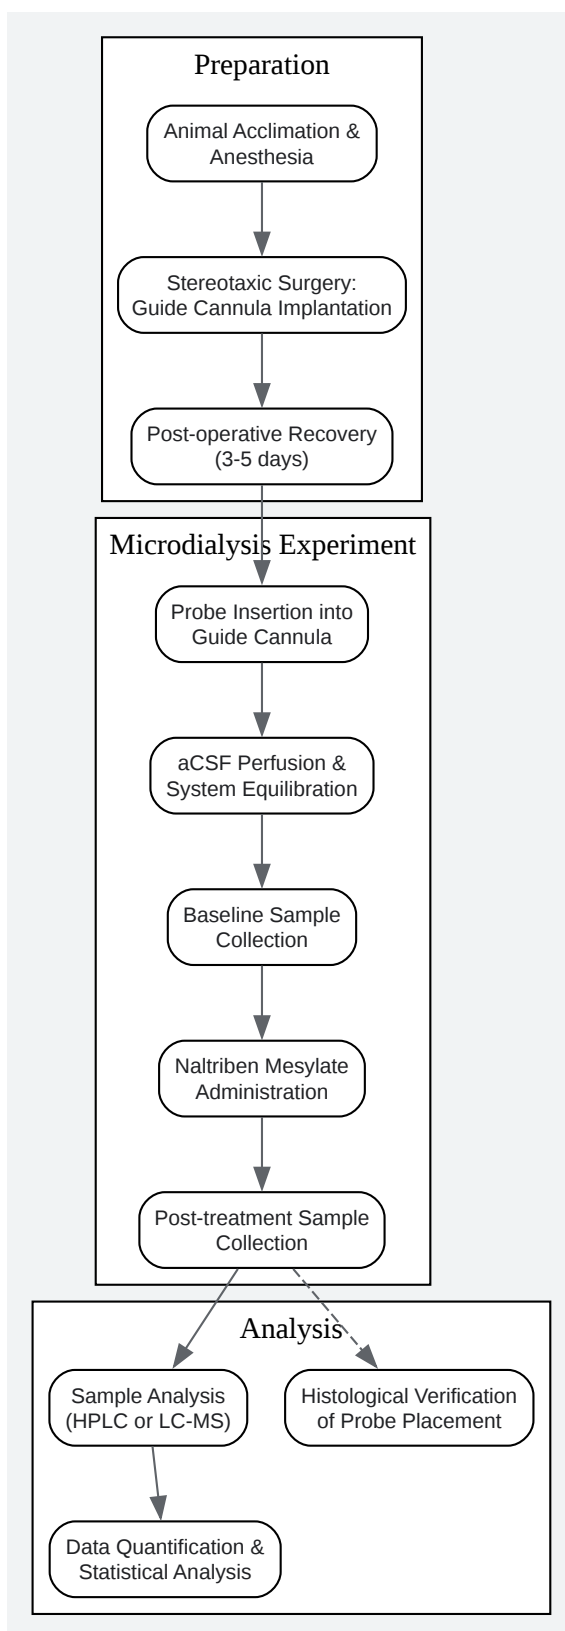 Preparation
Animal Acclimation &
Anesthesia
Stereotaxic Surgery:
Guide Cannula Implantation
Post-operative Recovery
(3-5 days)
Microdialysis Experiment
Probe Insertion into
Guide Cannula
aCSF Perfusion &
System Equilibration
Baseline Sample
Collection
Naltriben Mesylate
Administration
Post-treatment Sample
Collection
Analysis
Sample Analysis
(HPLC or LC-MS)
Histological Verification
of Probe Placement
Data Quantification &
Statistical Analysis